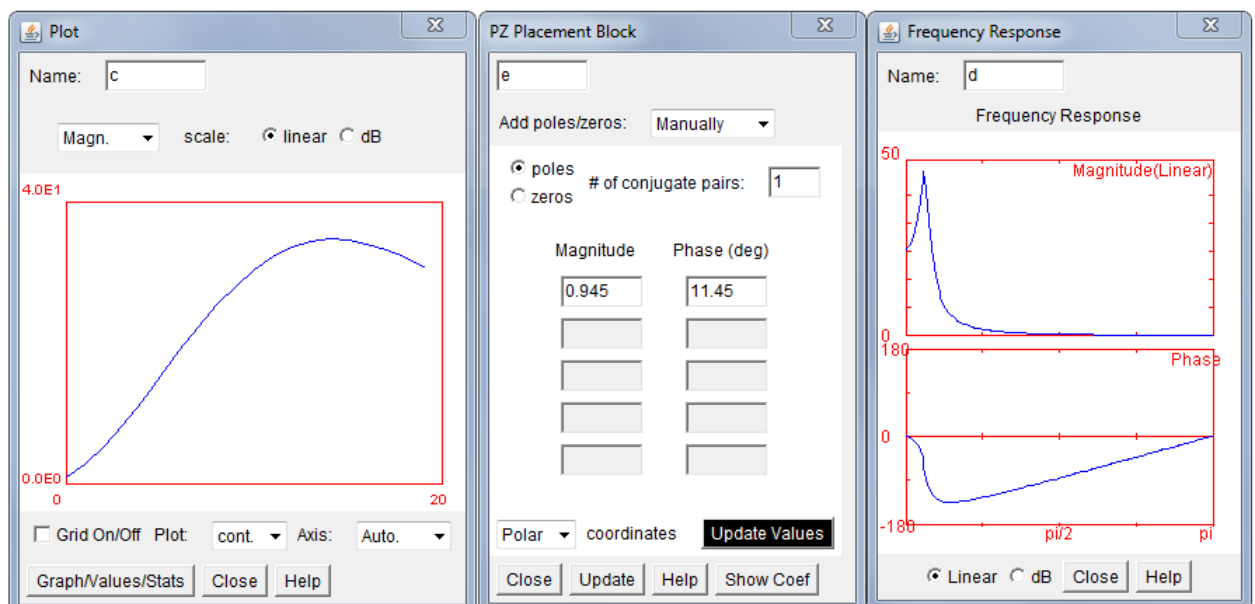 Plot
Name: c
Magn. scale: linear dB
4.0E1
0.0E0
0 20
Grid On/Off Plot: cont. Axis: Auto.
Graph/Values/Stats Close Help
PZ Placement Block
e
Add poles/zeros: Manually
poles
zeros
# of conjugate pairs: 1
Magnitude Phase (deg)
0.945 11.45
Polar coordinates Update Values
Close Update Help Show Coef
Frequency Response
Name: d
Frequency Response
50
Magnitude(Linear)
0
180
Phase
0
-180 pi/2 pi
Linear dB Close Help